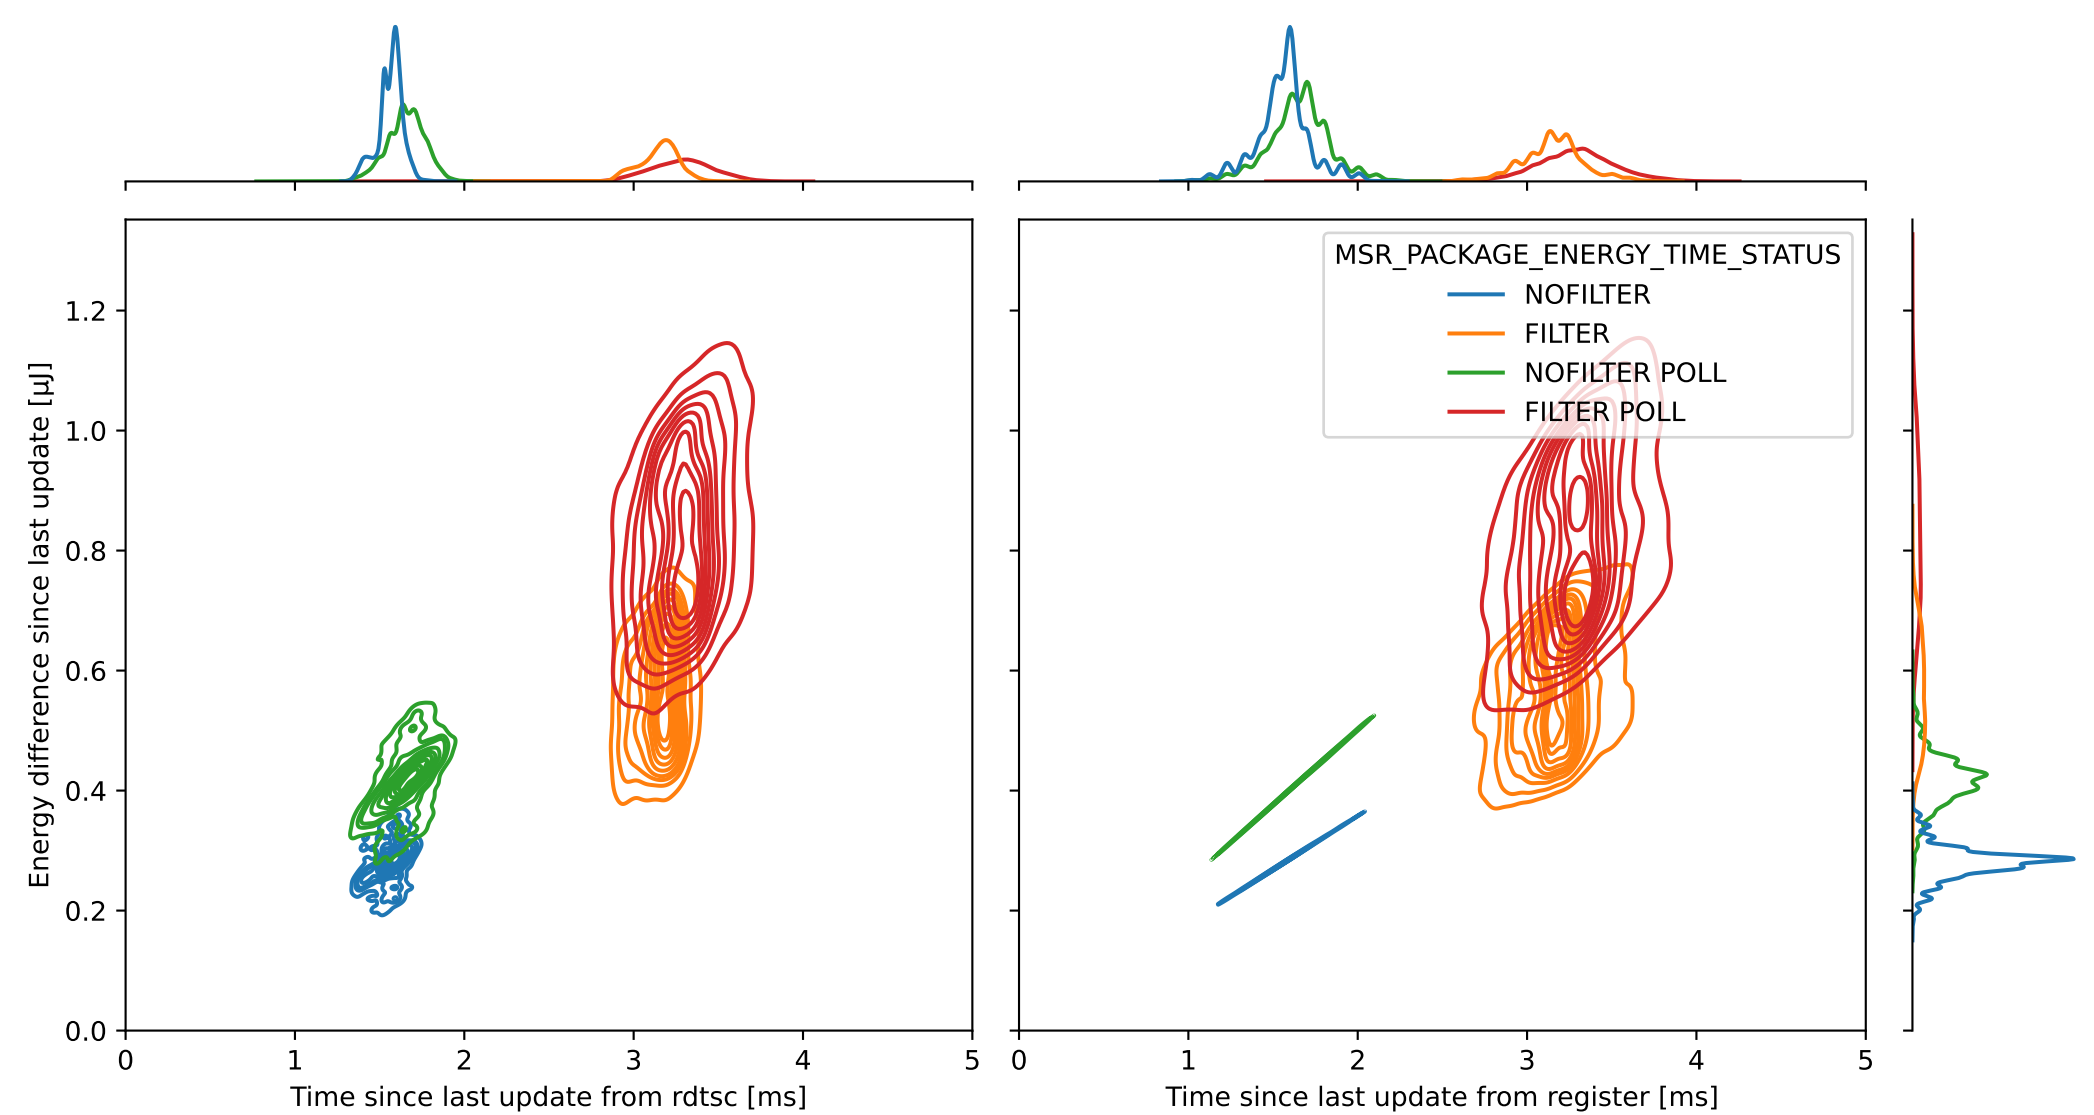 MSR_PACKAGE_ENERGY_TIME_STATUS
NOFILTER
FILTER
NOFILTER POLL
FILTER POLL
Energy difference since last update [µJ]
1.2
1.0
0.8
0.6
0.4
0.2
0.0
0 1 2 3 4 5
0 1 2 3 4 5
Time since last update from rdtsc [ms]
Time since last update from register [ms]